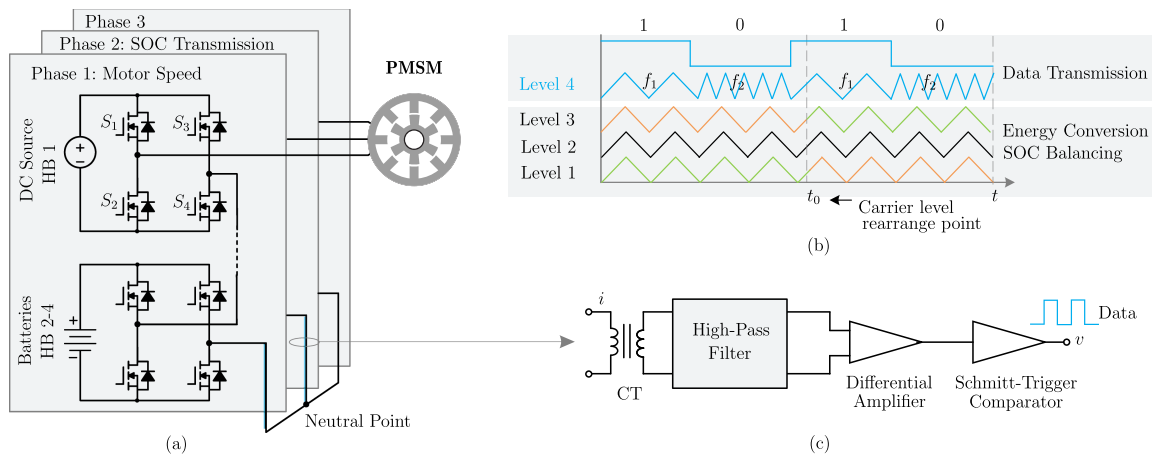 Phase 3
Phase 2: SOC Transmission
Phase 1: Motor Speed
DC Source
HB 1
S1
S3
S2
S4
Batteries
HB 2-4
PMSM
Neutral Point
(a)
1 0 1 0
Level 4
f1 f2 f1 f2
Data Transmission
Level 3
Level 2
Level 1
Energy Conversion
SOC Balancing
t0
t
Carrier level
rearrange point
(b)
i
CT
High-Pass
Filter
Differential
Amplifier
Schmitt-Trigger
Comparator
Data
v
(c)